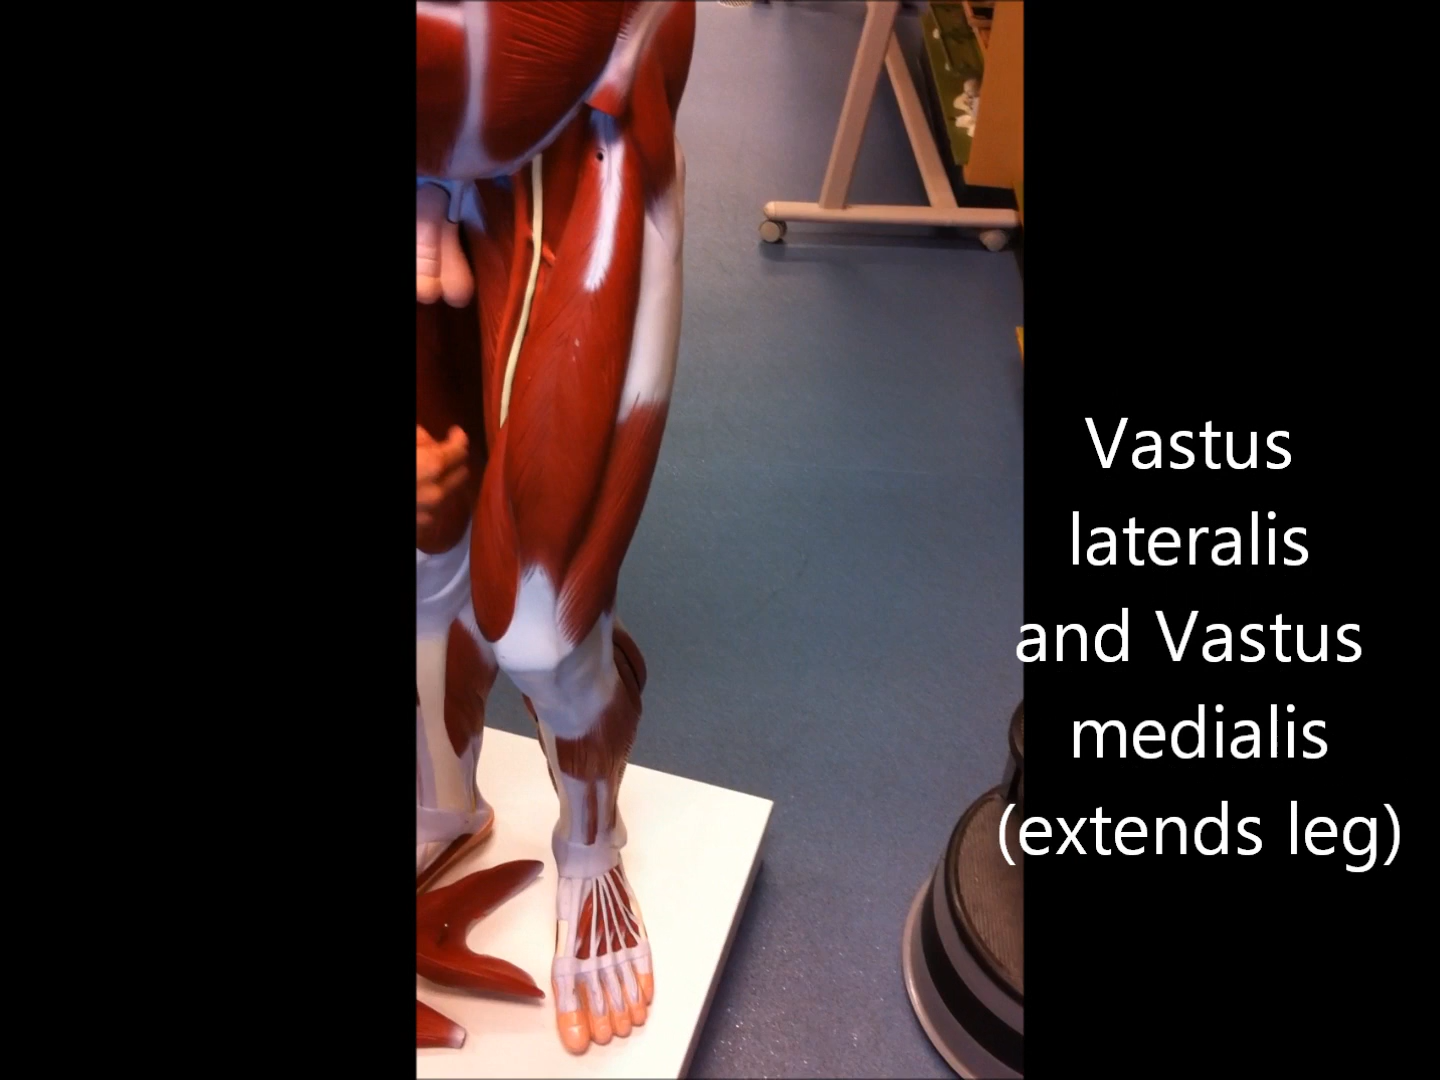 Vastus
lateralis
and Vastus
medialis
(extends leg)